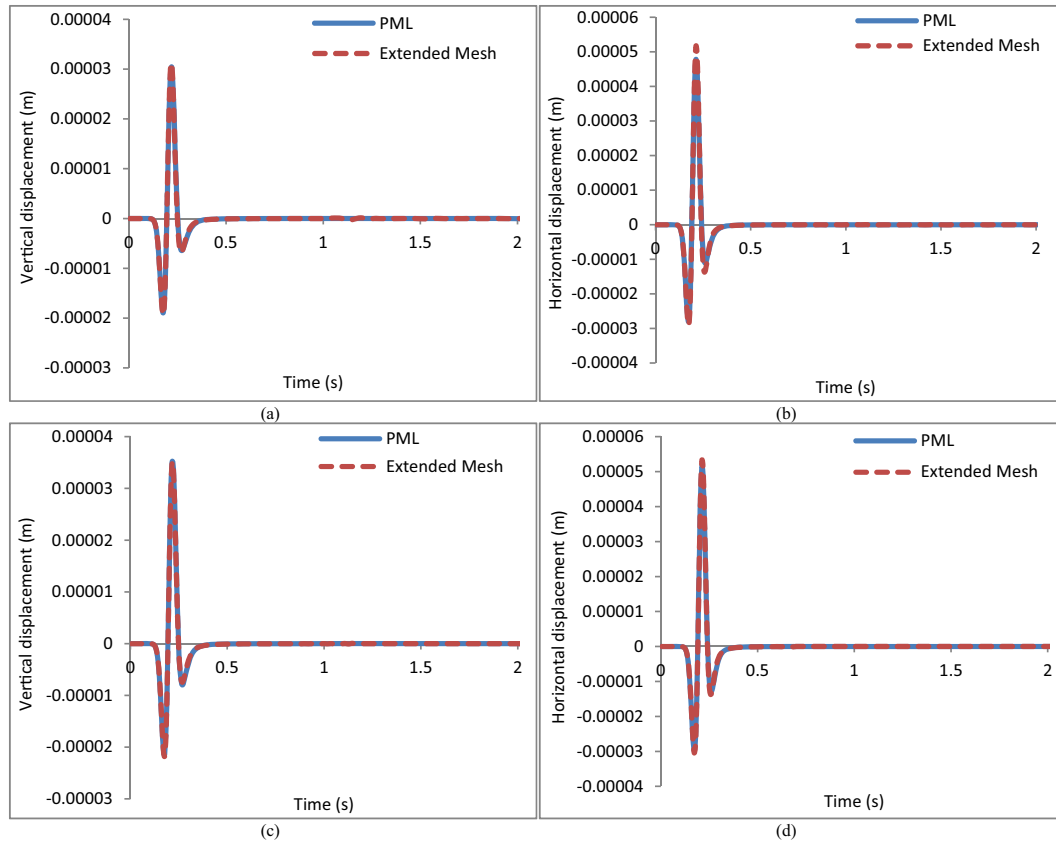 0.00004
0.00003
0.00002
0.00001
0
-0.00001
-0.00002
-0.00003
0
0.5
1
1.5
2
Vertical displacement (m)
Time (s)
PML
Extended Mesh
(a)
0.00006
0.00005
0.00004
0.00003
0.00002
0.00001
0
-0.00001
-0.00002
-0.00003
-0.00004
0
0.5
1
1.5
2
Horizontal displacement (m)
Time (s)
PML
Extended Mesh
(b)
0.00004
0.00003
0.00002
0.00001
0
-0.00001
-0.00002
-0.00003
0
0.5
1
1.5
2
Vertical displacement (m)
Time (s)
PML
Extended Mesh
(c)
0.00006
0.00005
0.00004
0.00003
0.00002
0.00001
0
-0.00001
-0.00002
-0.00003
-0.00004
0
0.5
1
1.5
2
Horizontal displacement (m)
Time (s)
PML
Extended Mesh
(d)